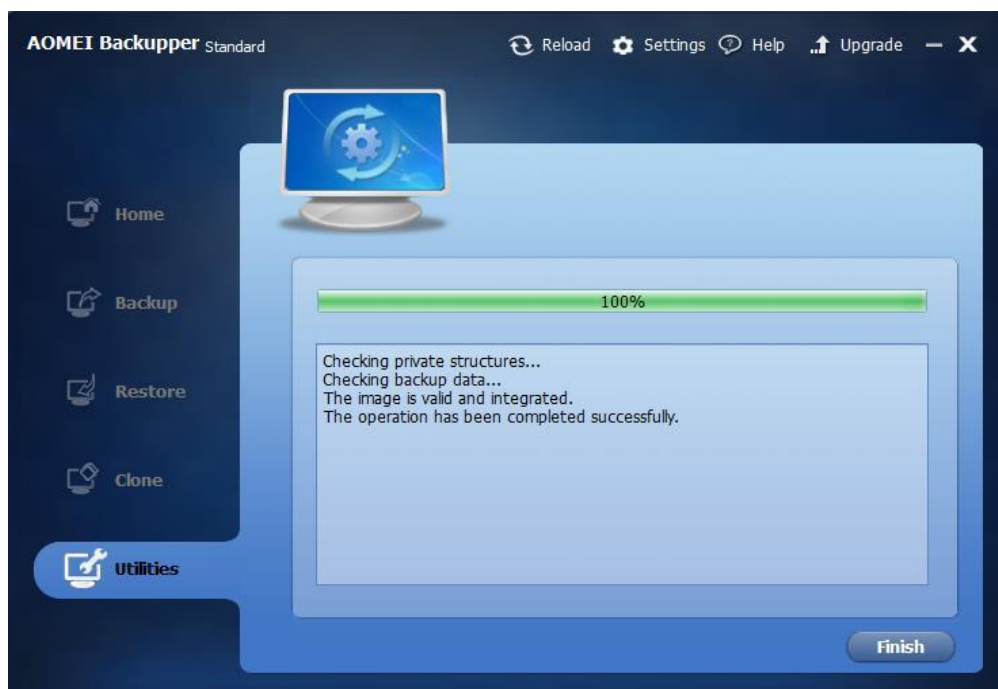 AOMEI Backupper Standard
Reload Settings Help Upgrade
Home
Backup
Restore
Clone
Utilities
100%
Checking private structures...
Checking backup data...
The image is valid and integrated.
The operation has been completed successfully.
Finish